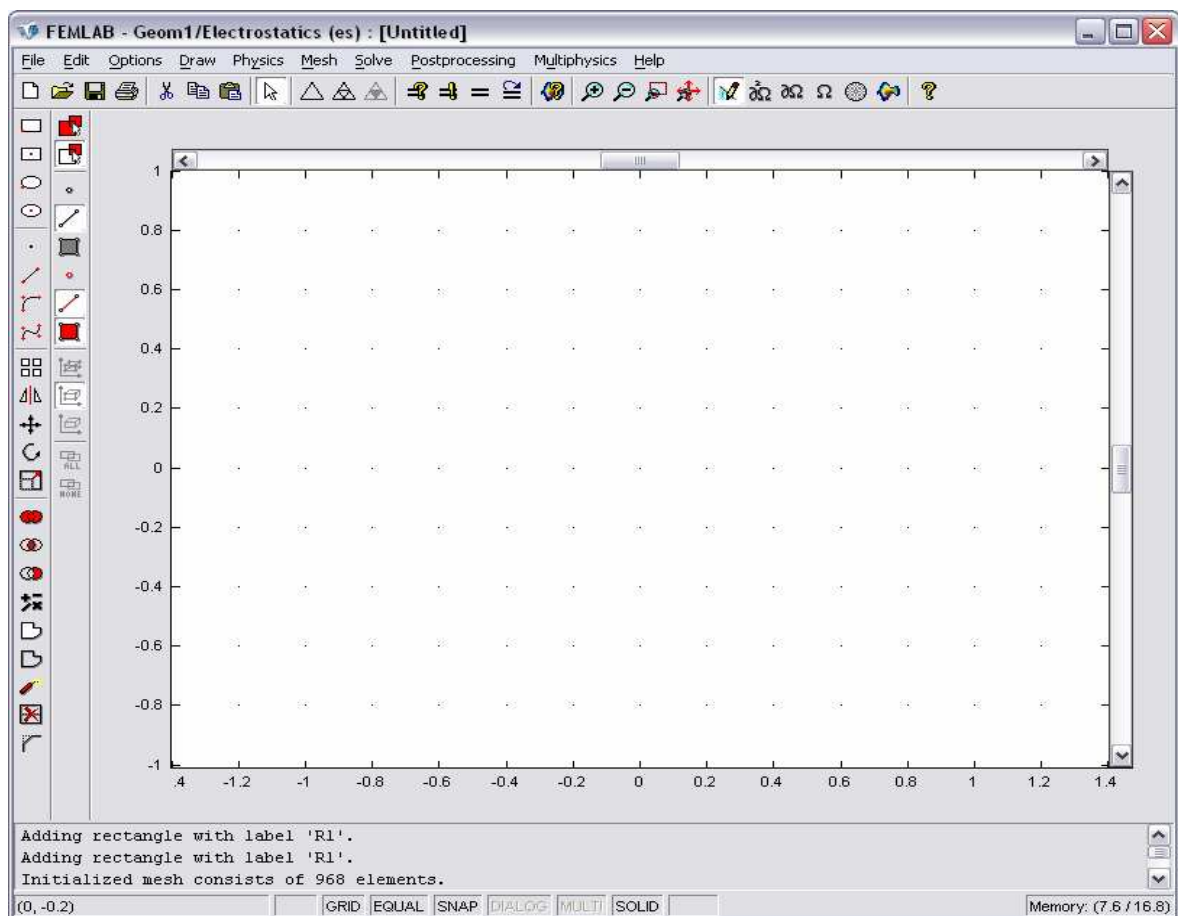 FEMLAB - Geom1/Electrostatics (es) : [Untitled]
File Edit Options Draw Physics Mesh Solve Postprocessing Multiphysics Help
∂Ω Ω
1
0.8
0.6
0.4
0.2
0
-0.2
-0.4
-0.6
-0.8
-1
.4 -1.2 -1 -0.8 -0.6 -0.4 -0.2 0 0.2 0.4 0.6 0.8 1 1.2 1.4
ALL
NONE
Adding rectangle with label 'R1'.
Adding rectangle with label 'R1'.
Initialized mesh consists of 968 elements.
(0, -0.2) GRID EQUAL SNAP DIALOG MULTI SOLID Memory: (7.6 / 16.8)